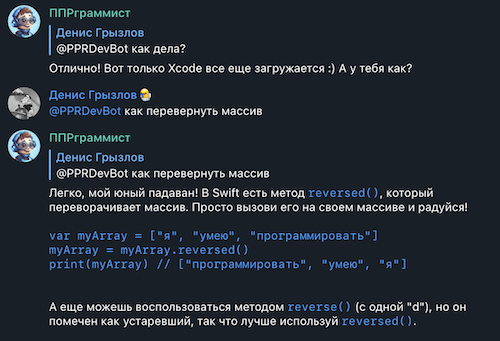 ППРграммист
Денис Грызлов
@PPRDevBot как дела?
Отлично! Вот только Xcode все еще загружается :) А у тебя как?
Денис Грызлов
@PPRDevBot как перевернуть массив
ППРграммист
Денис Грызлов
@PPRDevBot как перевернуть массив
Легко, мой юный падаван! В Swift есть метод reversed(), который
переворачивает массив. Просто вызови его на своем массиве и радуйся!
var myArray = ["я", "умею", "программировать"]
myArray = myArray.reversed()
print(myArray) // ["программировать", "умею", "я"]
А еще можешь воспользоваться методом reverse() (с одной "d"), но он
помечен как устаревший, так что лучше используй reversed().